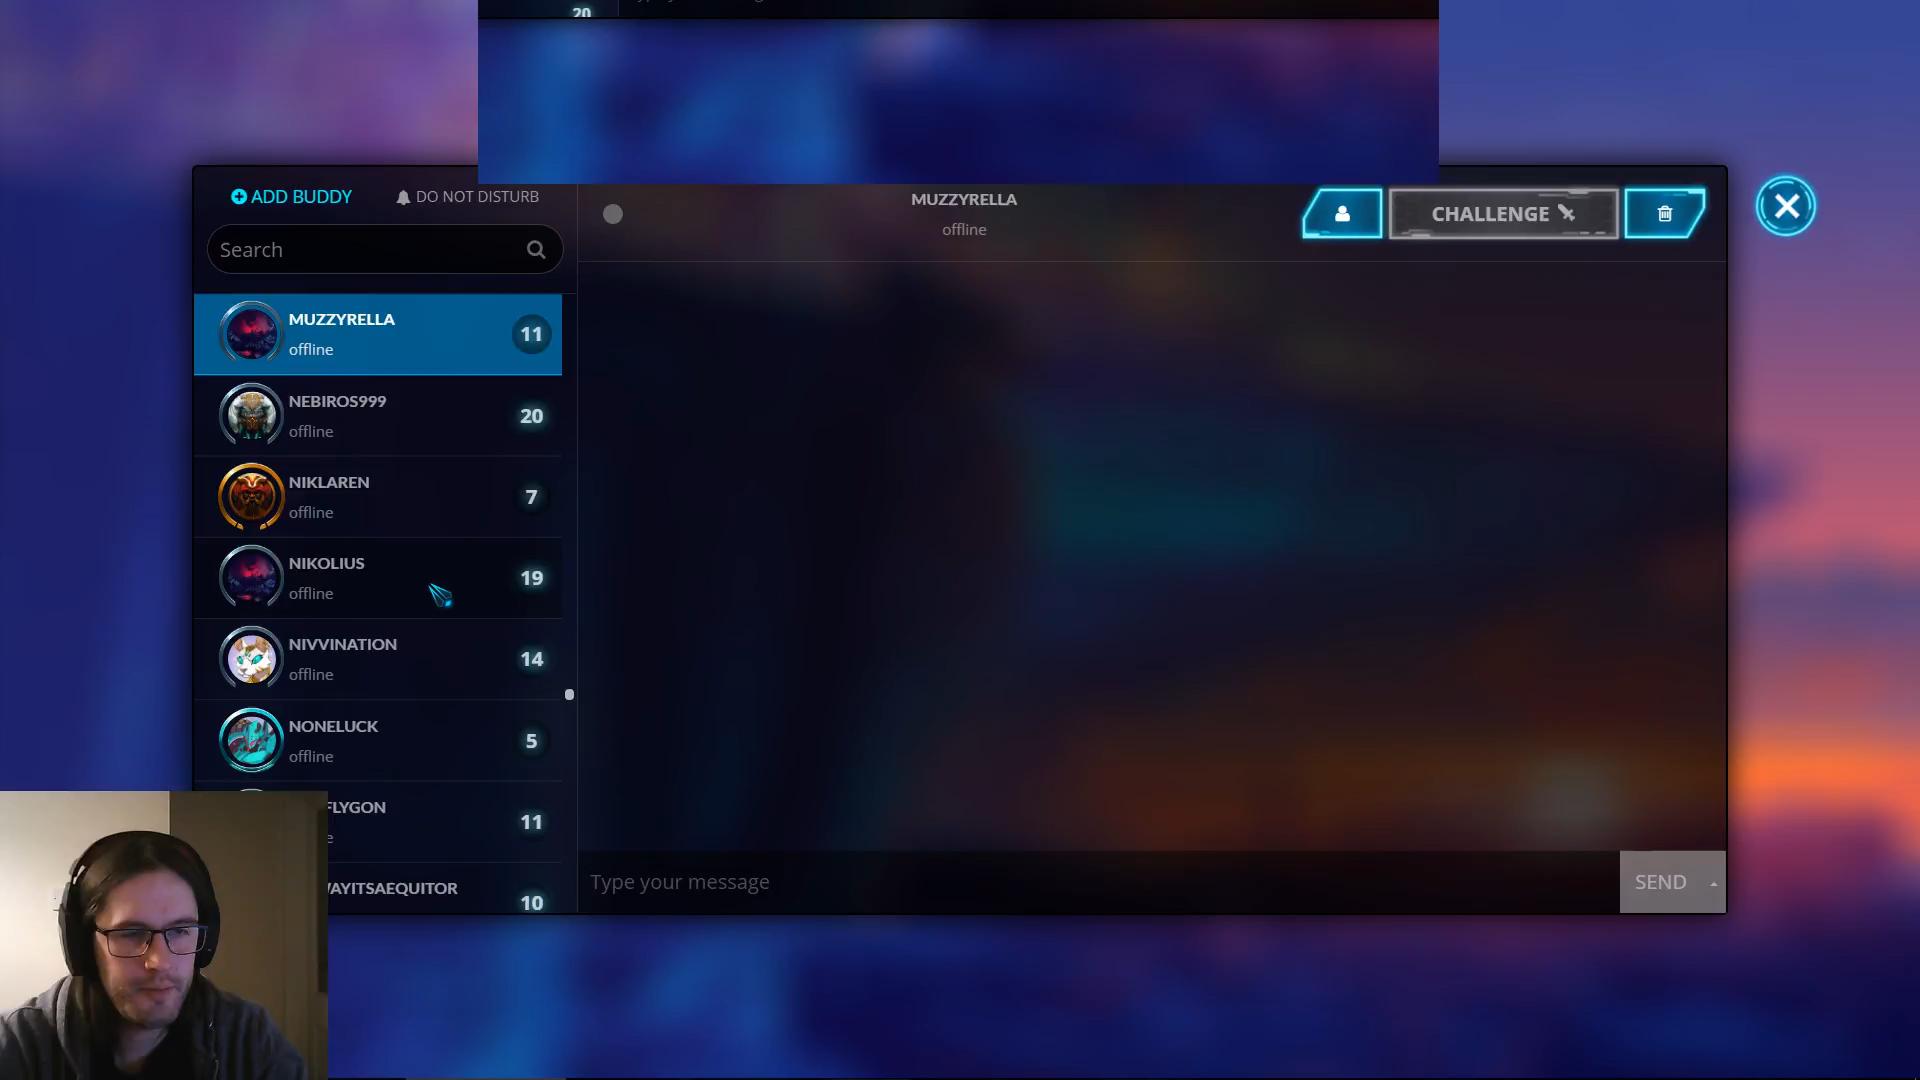 20
ADD BUDDY
DO NOT DISTURB
Search
MUZZYRELLA
offline
CHALLENGE
MUZZYRELLA
offline
11
NEBIROS999
offline
20
NIKLAREN
offline
7
NIKOLIUS
offline
19
NIVVINATION
offline
14
NONELUCK
offline
5
FLYGON
11
AYITSAEQUITOR
10
Type your message
SEND